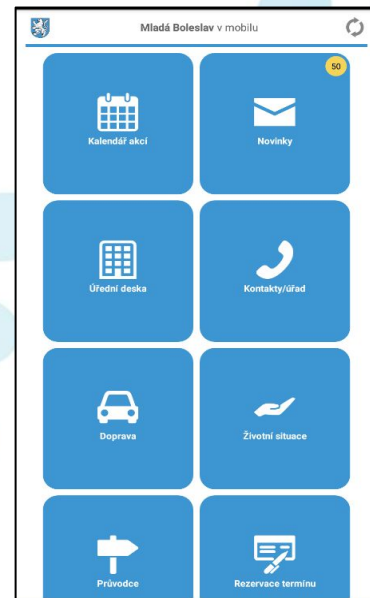 Mladá Boleslav v mobilu
50
Kalendář akcí
Novinky
Úřední deska
Kontakty/úřad
Doprava
Životní situace
Průvodce
Rezervace termínu